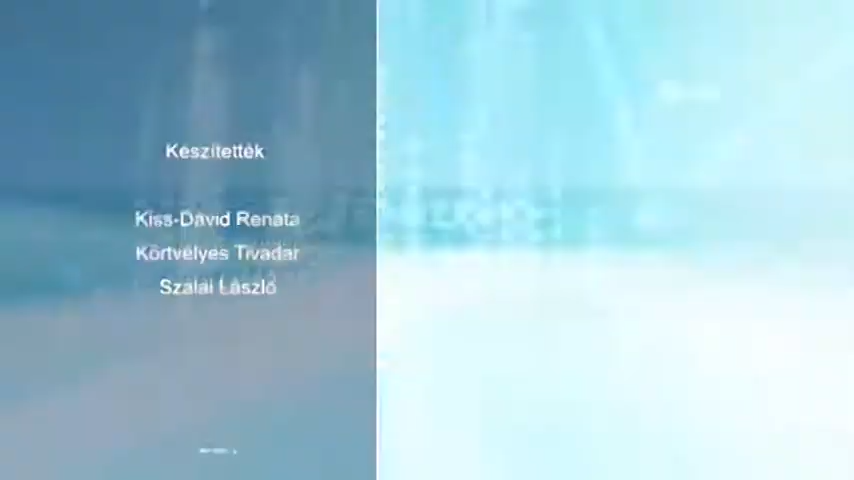 Készítették
Kiss-Dávid Renáta
Körtvélyes Tivadar
Szalai László